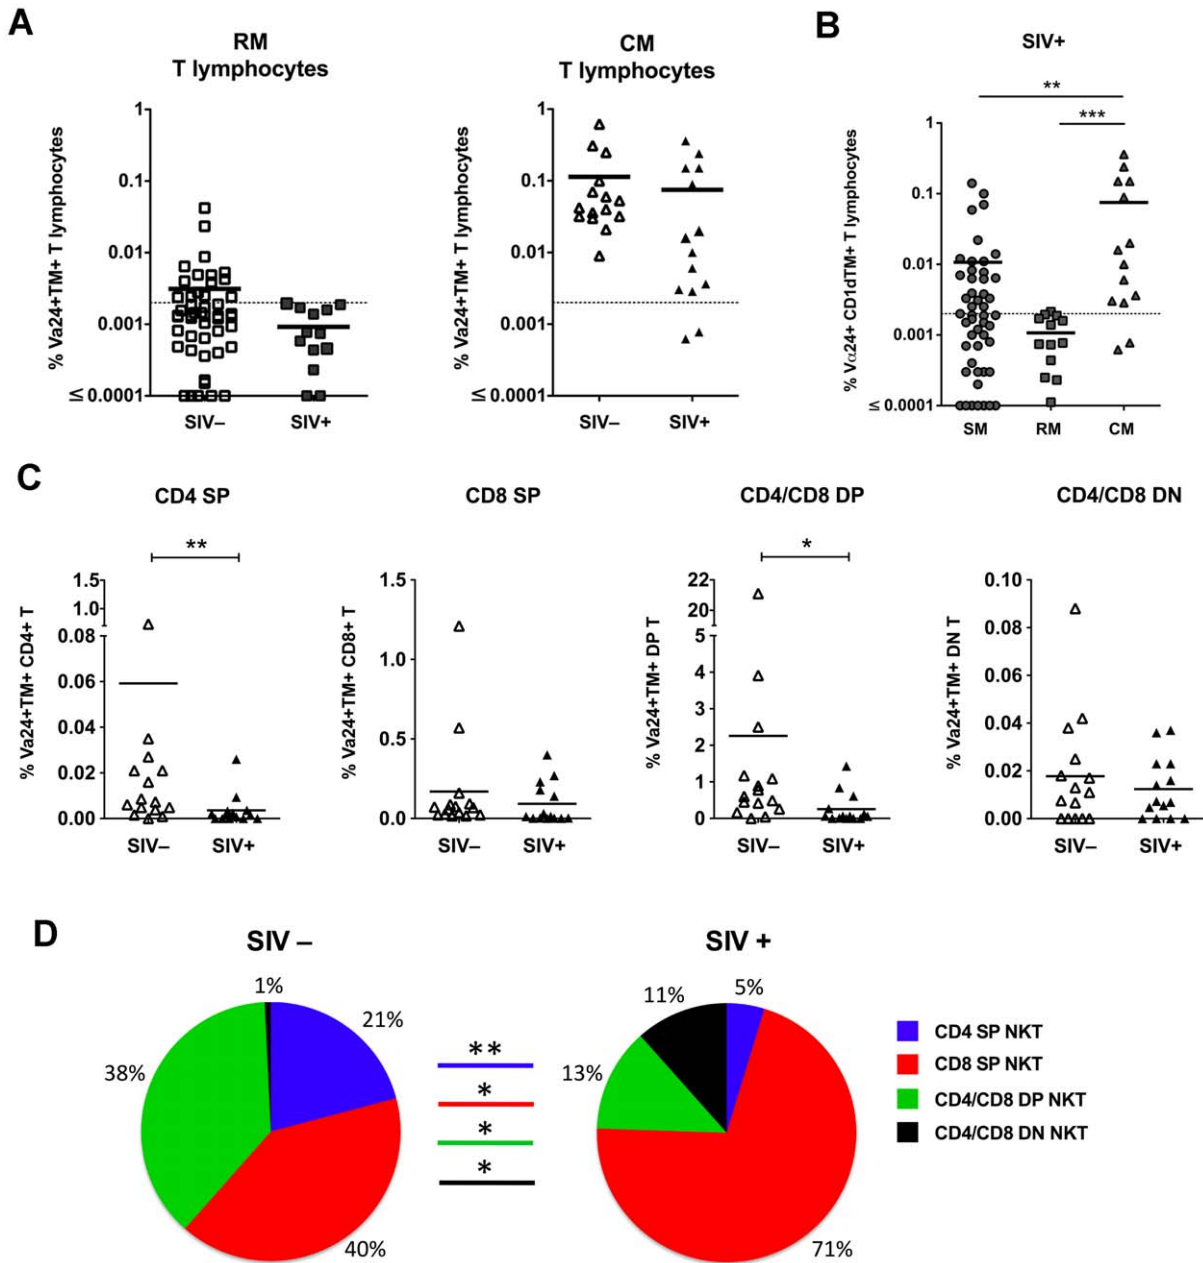 A
RM
T lymphocytes
% Va24+TM+ T lymphocytes
1
0.1
0.01
0.001
≤ 0.0001
SIV–
SIV+
CM
T lymphocytes
% Va24+TM+ T lymphocytes
1
0.1
0.01
0.001
≤ 0.0001
SIV–
SIV+
B
SIV+
**
***
% Vα24+ CD1dTM+ T lymphocytes
1
0.1
0.01
0.001
≤ 0.0001
SM
RM
CM
C
CD4 SP
**
% Va24+TM+ CD4+ T
1.5
1.0
0.08
0.06
0.04
0.02
0.00
SIV–
SIV+
CD8 SP
% Va24+TM+ CD8+ T
1.5
1.0
0.5
0.0
SIV–
SIV+
CD4/CD8 DP
*
% Va24+TM+ DP T
22
20
5
4
3
2
1
0
SIV–
SIV+
CD4/CD8 DN
% Va24+TM+ DN T
0.10
0.08
0.06
0.04
0.02
0.00
SIV–
SIV+
D
SIV –
1%
21%
38%
40%
**
*
*
*
SIV +
5%
11%
13%
71%
CD4 SP NKT
CD8 SP NKT
CD4/CD8 DP NKT
CD4/CD8 DN NKT